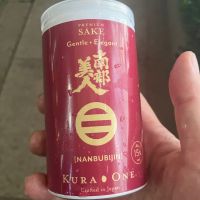 PREMIUM
SAKE
Gentle · Elegant
南部
美人
[NANBUBIJIN]
KURA ONE
Crafted in Japan